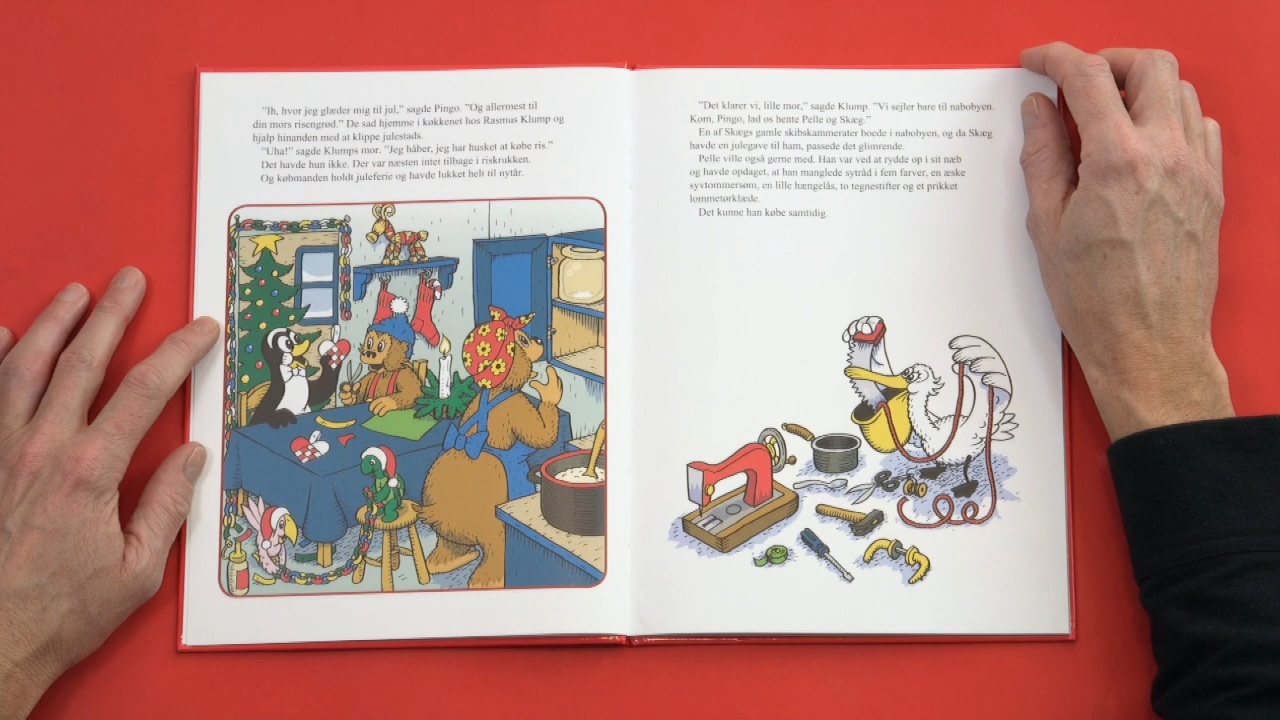 "Ih, hvor jeg glæder mig til jul," sagde Pingo. "Og allermest til
din mors risengrød." De sad hjemme i køkkenet hos Rasmus Klump og
hjalp hinanden med at klippe julestads.
"Uha!" sagde Klumps mor. "Jeg håber, jeg har husket at købe ris."
Det havde hun ikke. Der var næsten intet tilbage i riskrukken.
Og købmanden holdt juleferie og havde lukket helt til nytår.
"Det klarer vi, lille mor," sagde Klump. "Vi sejler bare til nabobyen.
Kom, Pingo, lad os hente Pelle og Skæg."
En af Skægs gamle skibskammerater boede i nabobyen, og da Skæg
havde en julegave til ham, passede det glimrende.
Pelle ville også gerne med. Han var ved at rydde op i sit næb
og havde opdaget, at han manglede sytråd i fem farver, en æske
syvtommersøm, en lille hængelås, to tegnestifter og et prikket
lommetørklæde.
Det kunne han købe samtidig.